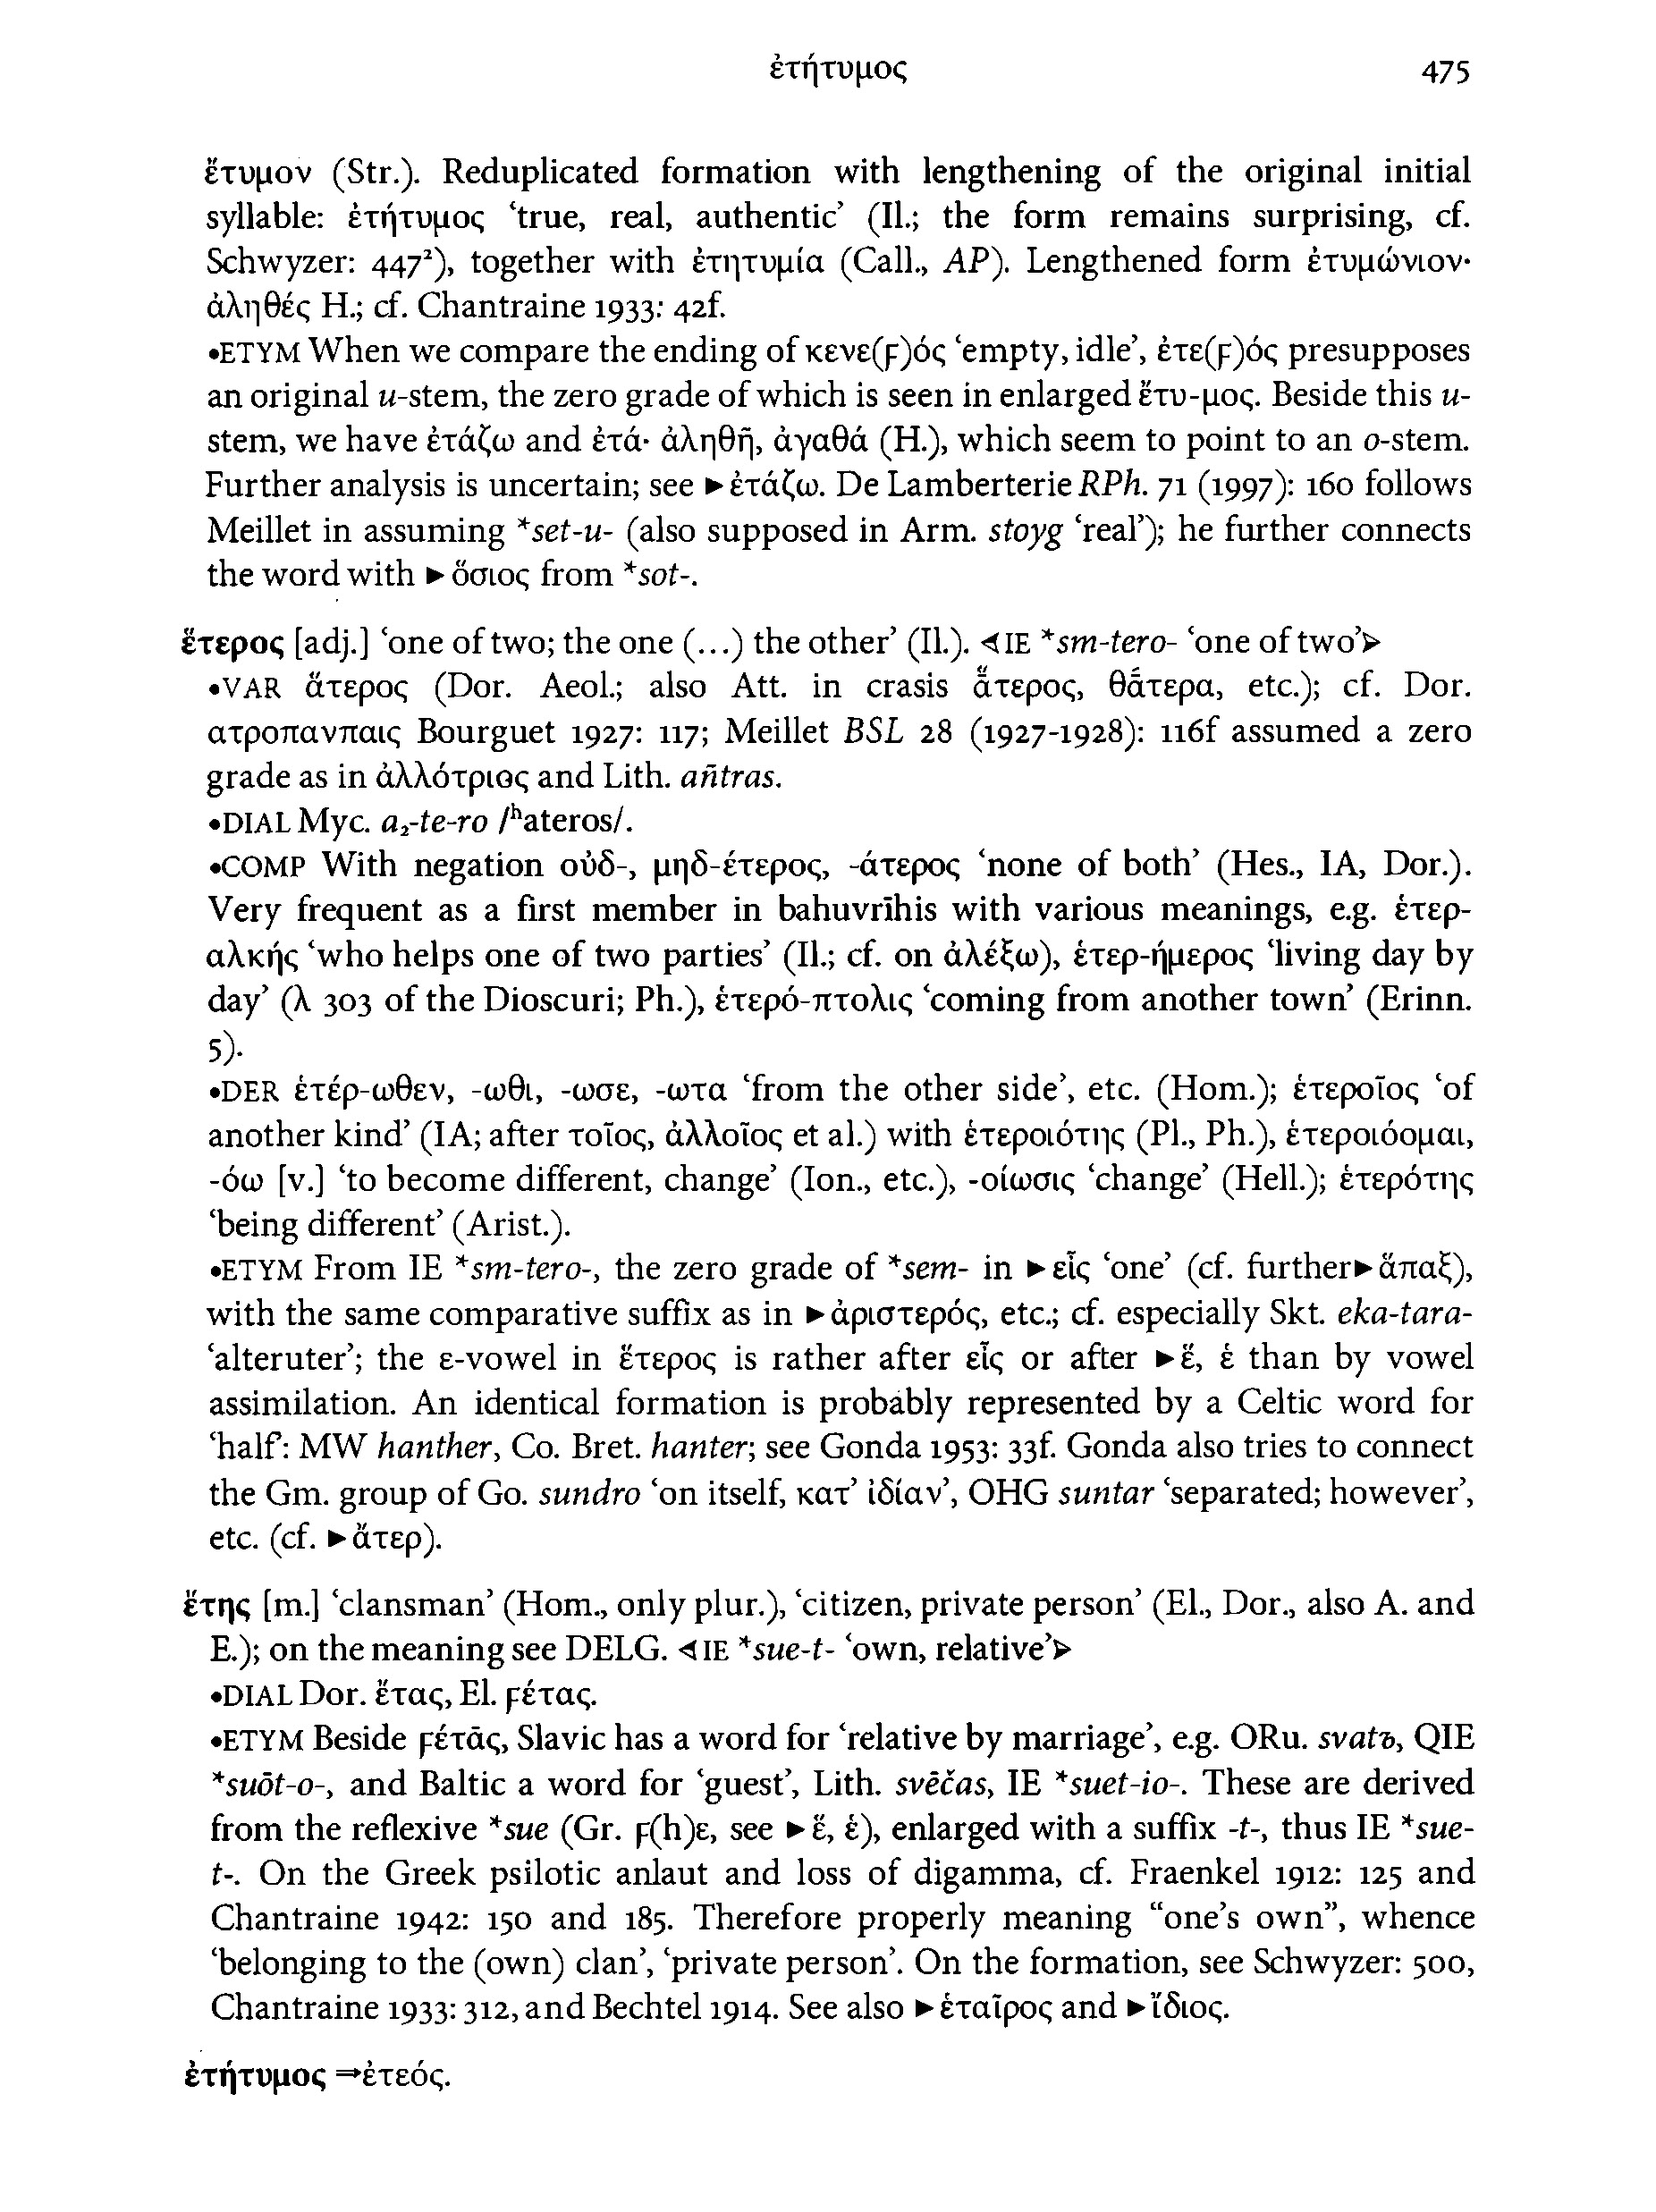 ἐτήτυμος 475
ἔτυμον (Str.). Reduplicated formation with lengthening of the original initial
syllable: ἐτήτυμος ‘true, real, authentic’ (Il.; the form remains surprising, cf.
Schwyzer: 447²), together with ἐτητυμία (Call., AP). Lengthened form ἐτυμώνιον·
ἀληθές H.; cf. Chantraine 1933: 42f.
•ETYM When we compare the ending of κενε(ϝ)ός ‘empty, idle’, ἐτε(ϝ)ός presupposes
an original u-stem, the zero grade of which is seen in enlarged ἔτυ-μος. Beside this u-
stem, we have ἐτάζω and ἐτά· ἀληθῆ, ἀγαθά (H.), which seem to point to an o-stem.
Further analysis is uncertain; see ►ἐτάζω. De Lamberterie RPh. 71 (1997): 160 follows
Meillet in assuming *set-u- (also supposed in Arm. stoyg ‘real’); he further connects
the word with ►ὅσιος from *sot-.
ἕτερος [adj.] ‘one of two; the one (...) the other’ (Il.). ⊲IE *sm-tero- ‘one of two’⊳
•VAR ἅτερος (Dor. Aeol.; also Att. in crasis ἅ̄τερος, θά̄τερα, etc.); cf. Dor.
ατροπανπαις Bourguet 1927: 117; Meillet BSL 28 (1927-1928): 116f assumed a zero
grade as in ἀλλότριος and Lith. añtras.
•DIAL Myc. a₂-te-ro /ʰateros/.
•COMP With negation οὐδ-, μηδ-έτερος, -άτερος ‘none of both’ (Hes., IA, Dor.).
Very frequent as a first member in bahuvrīhis with various meanings, e.g. ἑτερ-
αλκής ‘who helps one of two parties’ (Il.; cf. on ἀλέξω), ἑτερ-ήμερος ‘living day by
day’ (λ 303 of the Dioscuri; Ph.), ἑτερό-πτολις ‘coming from another town’ (Erinn.
5).
•DER ἑτέρ-ωθεν, -ωθι, -ωσε, -ωτα ‘from the other side’, etc. (Hom.); ἑτεροῖος ‘of
another kind’ (IA; after τοῖος, ἀλλοῖος et al.) with ἑτεροιότης (Pl., Ph.), ἑτεροιόομαι,
-όω [v.] ‘to become different, change’ (Ion., etc.), -οίωσις ‘change’ (Hell.); ἑτερότης
‘being different’ (Arist.).
•ETYM From IE *sm-tero-, the zero grade of *sem- in ►εἷς ‘one’ (cf. further►ἅπαξ),
with the same comparative suffix as in ►ἀριστερός, etc.; cf. especially Skt. eka-tara-
‘alteruter’; the ε-vowel in ἕτερος is rather after εἷς or after ►ἕ, ἑ than by vowel
assimilation. An identical formation is probably represented by a Celtic word for
‘half’: MW hanther, Co. Bret. hanter; see Gonda 1953: 33f. Gonda also tries to connect
the Gm. group of Go. sundro ‘on itself, κατ’ ἰδίαν’, OHG suntar ‘separated; however’,
etc. (cf. ►ἄτερ).
ἔτης [m.] ‘clansman’ (Hom., only plur.), ‘citizen, private person’ (El., Dor., also A. and
E.); on the meaning see DELG. ⊲IE *sue-t- ‘own, relative’⊳
•DIAL Dor. ἔτας, El. ϝέτας.
•ETYM Beside ϝέτᾱς, Slavic has a word for ‘relative by marriage’, e.g. ORu. svatъ, QIE
*suōt-o-, and Baltic a word for ‘guest’, Lith. svẽčas, IE *suet-io-. These are derived
from the reflexive *sue (Gr. ϝ(h)ε, see ►ἕ, ἑ), enlarged with a suffix -t-, thus IE *sue-
t-. On the Greek psilotic anlaut and loss of digamma, cf. Fraenkel 1912: 125 and
Chantraine 1942: 150 and 185. Therefore properly meaning “one’s own”, whence
‘belonging to the (own) clan’, ‘private person’. On the formation, see Schwyzer: 500,
Chantraine 1933: 312, and Bechtel 1914. See also ►ἑταῖρος and ►ἴδιος.
ἐτήτυμος ⇒ἐτεός.